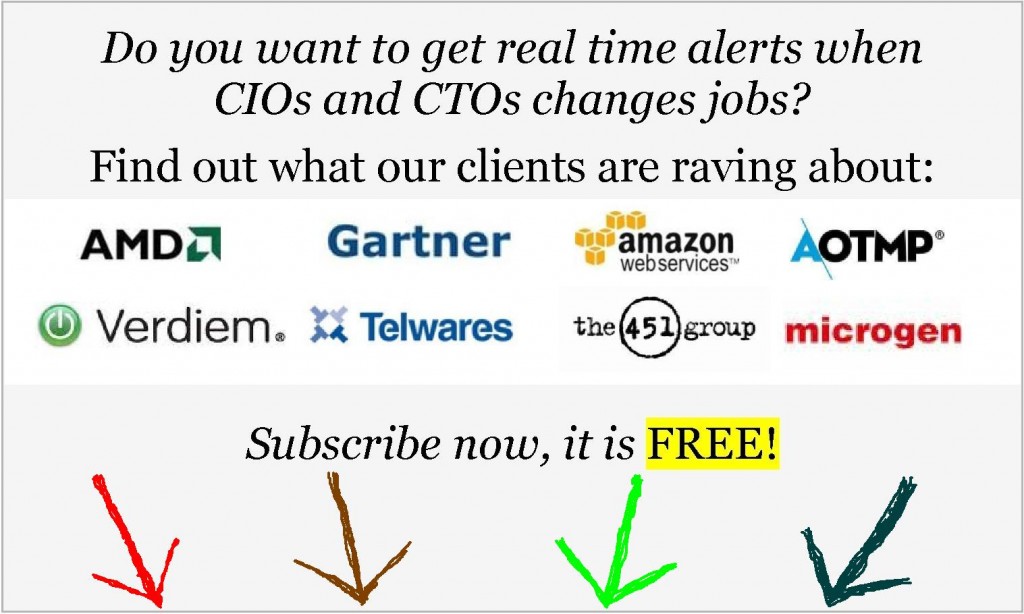 Do you want to get real time alerts when
CIOs and CTOs changes jobs?
Find out what our clients are raving about:
AMD Gartner amazon webservices™ AOTMP®
Verdiem® Telwares the 451 group microgen
Subscribe now, it is FREE!